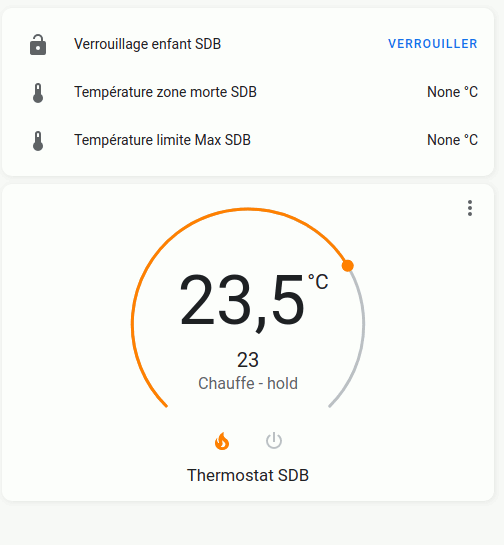 Verrouillage enfant SDB VERROUILLER
Température zone morte SDB None °C
Température limite Max SDB None °C
23,5 °C
23
Chauffe - hold
Thermostat SDB